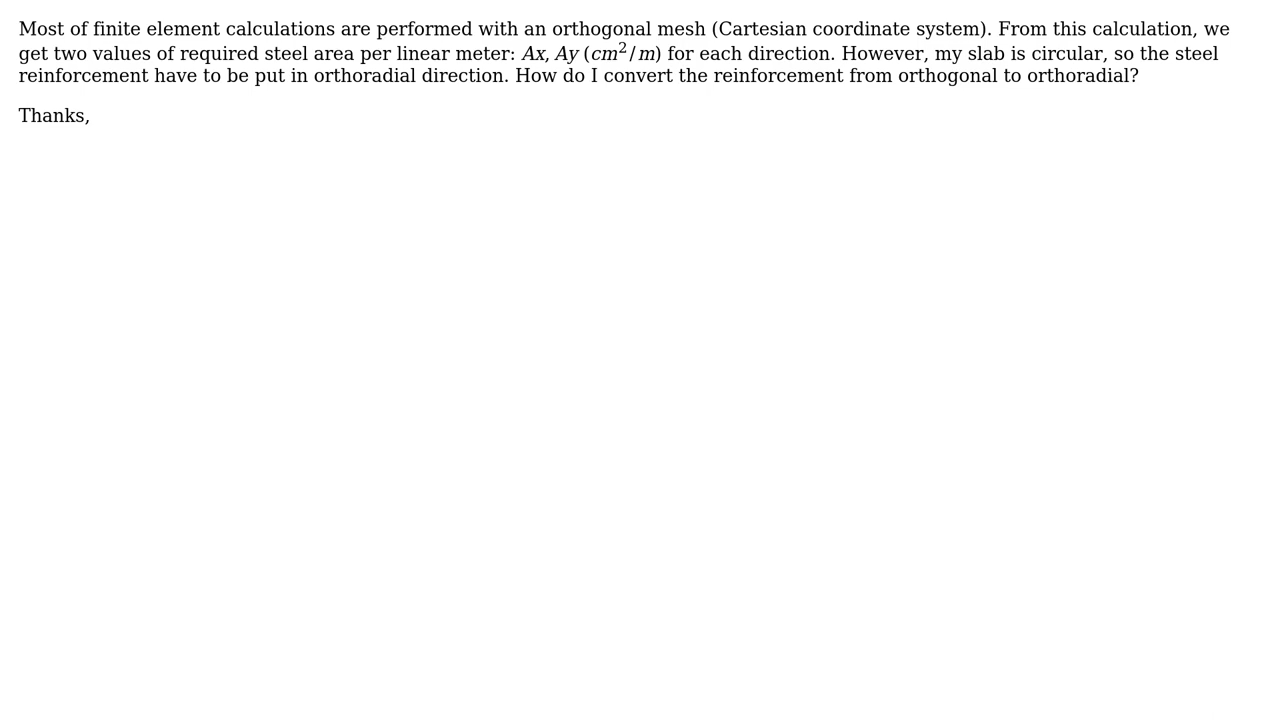 Most of finite element calculations are performed with an orthogonal mesh (Cartesian coordinate system). From this calculation, we
get two values of required steel area per linear meter: Ax, Ay (cm²/m) for each direction. However, my slab is circular, so the steel
reinforcement have to be put in orthoradial direction. How do I convert the reinforcement from orthogonal to orthoradial?
Thanks,